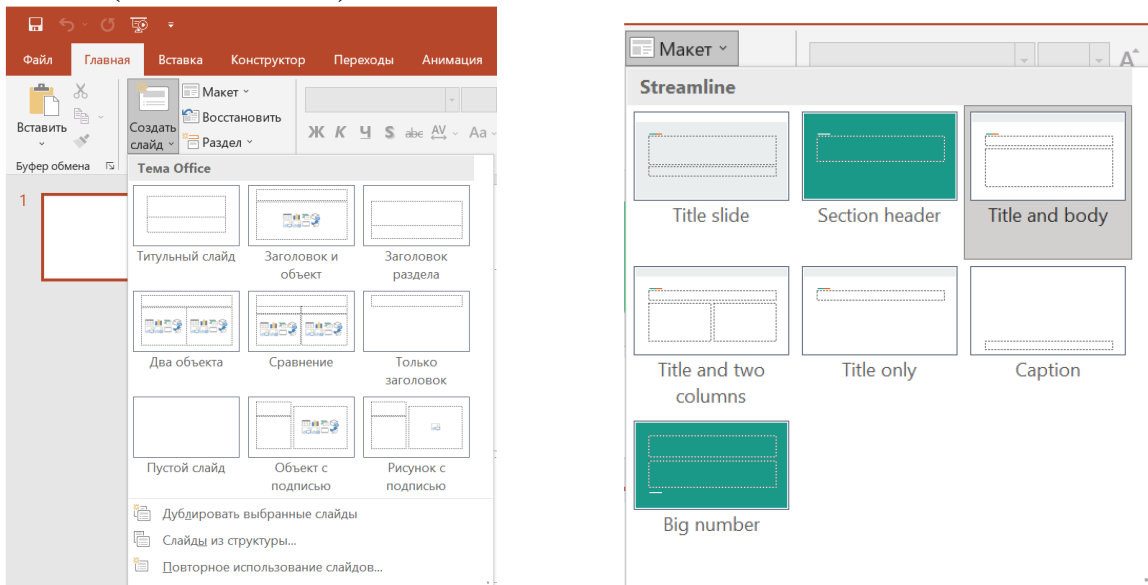 Файл Главная Вставка Конструктор Переходы Анимация
Вставить
Буфер обмена
Создать
слайд
Макет
Восстановить
Раздел
Ж К Ч S abc AV Aa
1
Тема Office
Титульный слайд
Заголовок и
объект
Заголовок
раздела
Два объекта
Сравнение
Только
заголовок
Пустой слайд
Объект с
подписью
Рисунок с
подписью
Дублировать выбранные слайды
Слайды из структуры...
Повторное использование слайдов...
Макет
A
Streamline
Title slide
Section header
Title and body
Title and two
columns
Title only
Caption
Big number